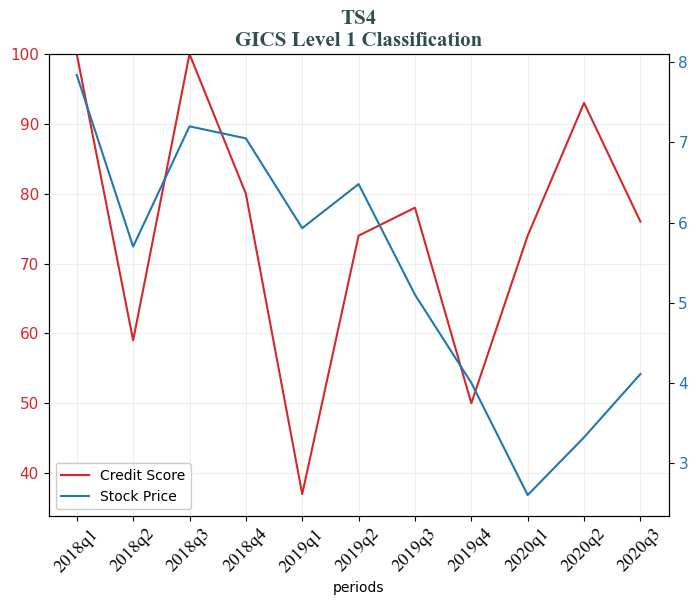 TS4
GICS Level 1 Classification
100
90
80
70
60
50
40
8
7
6
5
4
3
Credit Score
Stock Price
2018q1
2018q2
2018q3
2018q4
2019q1
2019q2
2019q3
2019q4
2020q1
2020q2
2020q3
periods